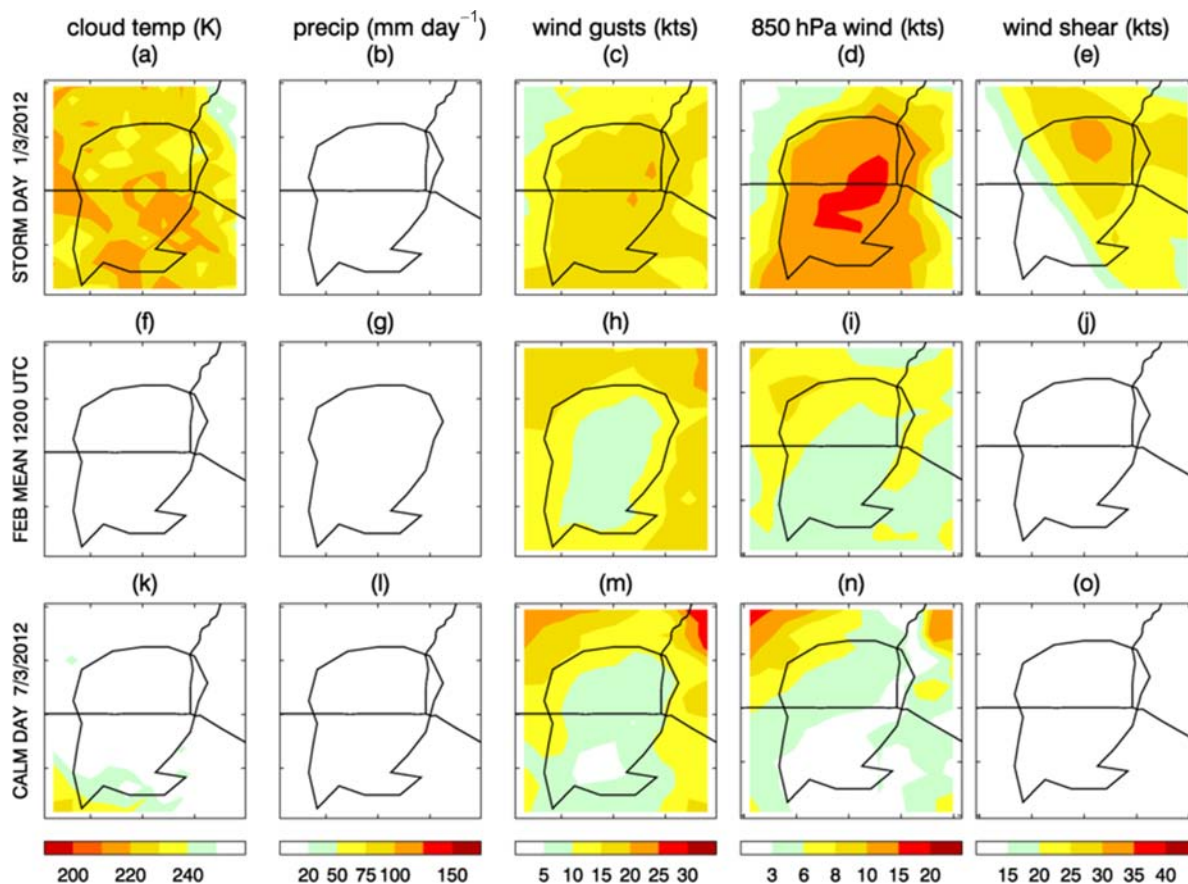 cloud temp (K) precip (mm day⁻¹) wind gusts (kts) 850 hPa wind (kts) wind shear (kts)
(a) (b) (c) (d) (e)
STORM DAY 1/3/2012
(f) (g) (h) (i) (j)
FEB MEAN 1200 UTC
(k) (l) (m) (n) (o)
CALM DAY 7/3/2012
200 220 240 20 50 75 100 150 5 10 15 20 25 30 3 6 10 15 20 15 20 25 30 35 40